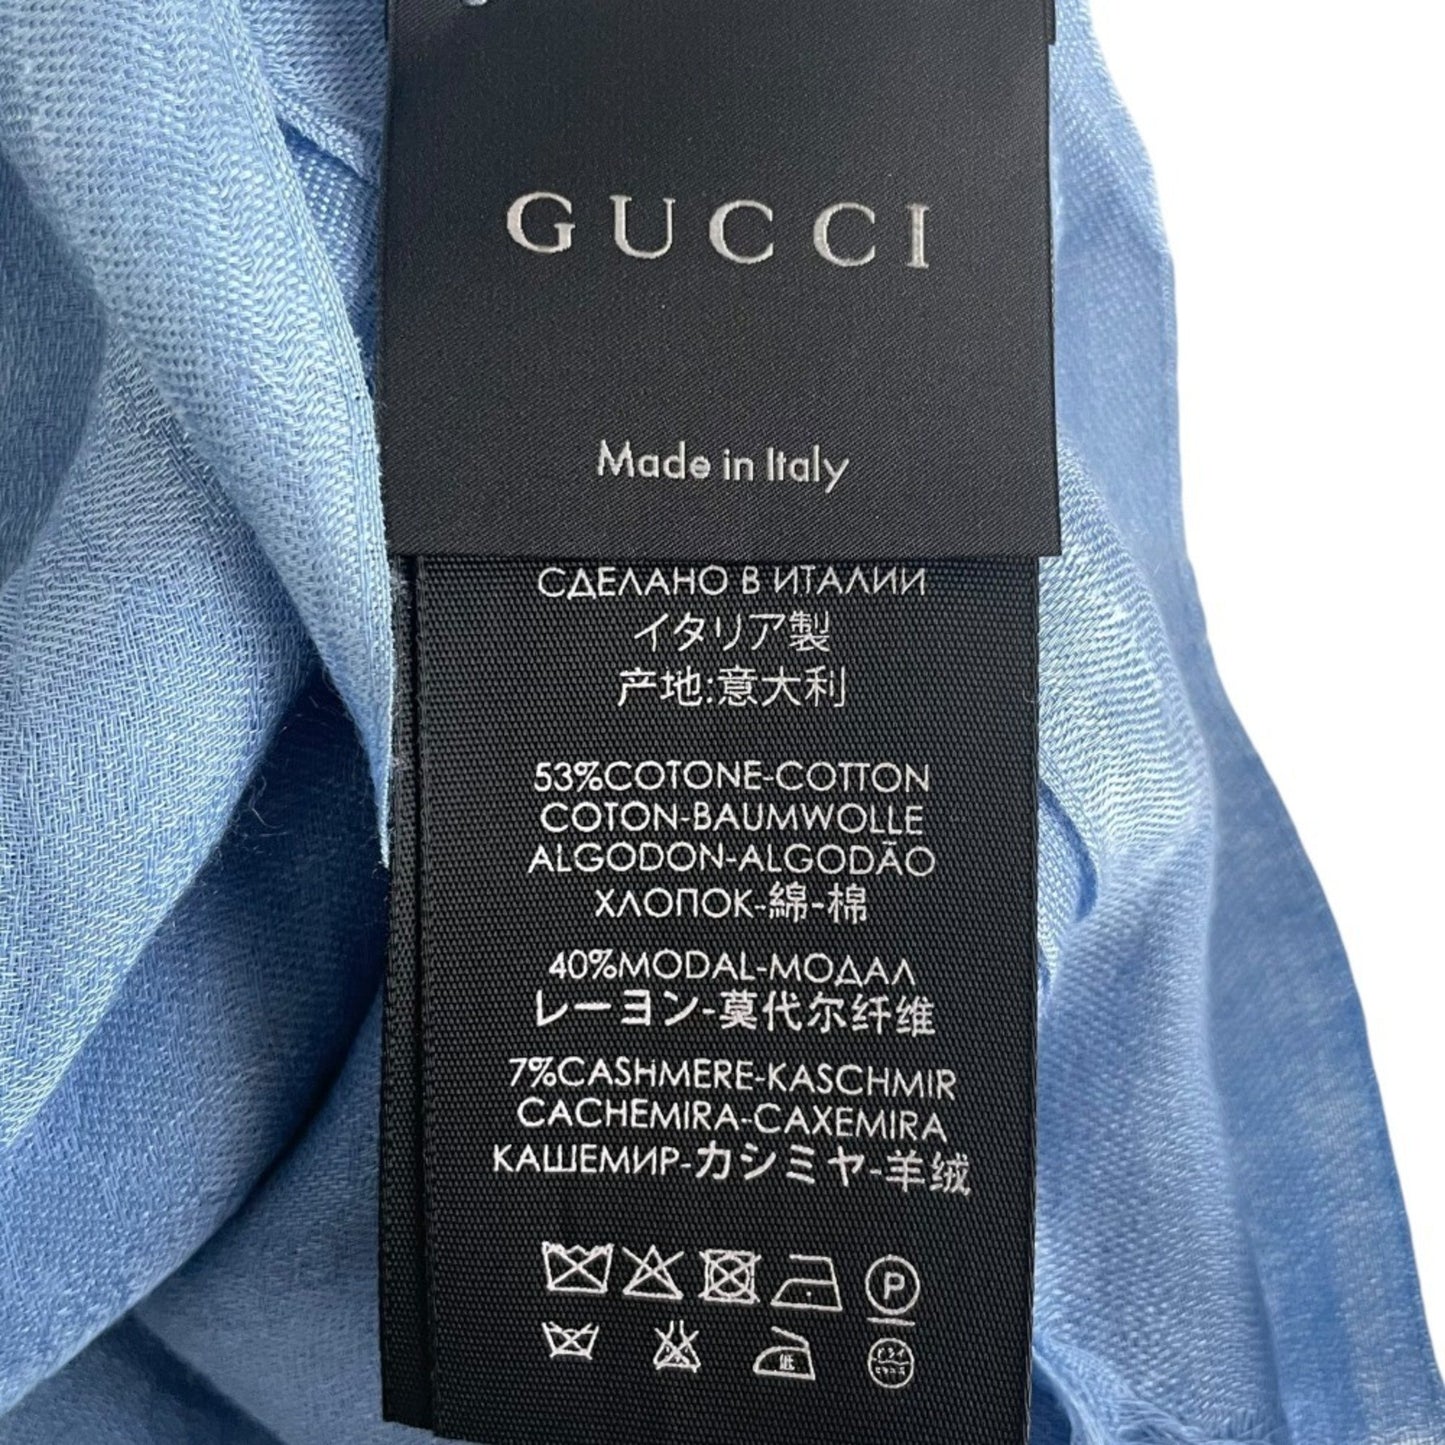 GUCCI
Made in Italy
СДЕЛАНО В ИТАЛИИ
イタリア製
产地:意大利
53%COTONE-COTTON
COTON-BAUMWOLLE
ALGODON-ALGODÃO
ХЛОПОК-綿-棉
40%MODAL-МОДАЛ
レーヨン-莫代尔纤维
7%CASHMERE-KASCHMIR
CACHEMIRA-CAXEMIRA
КАШЕМИР-カシミヤ-羊绒
P
低